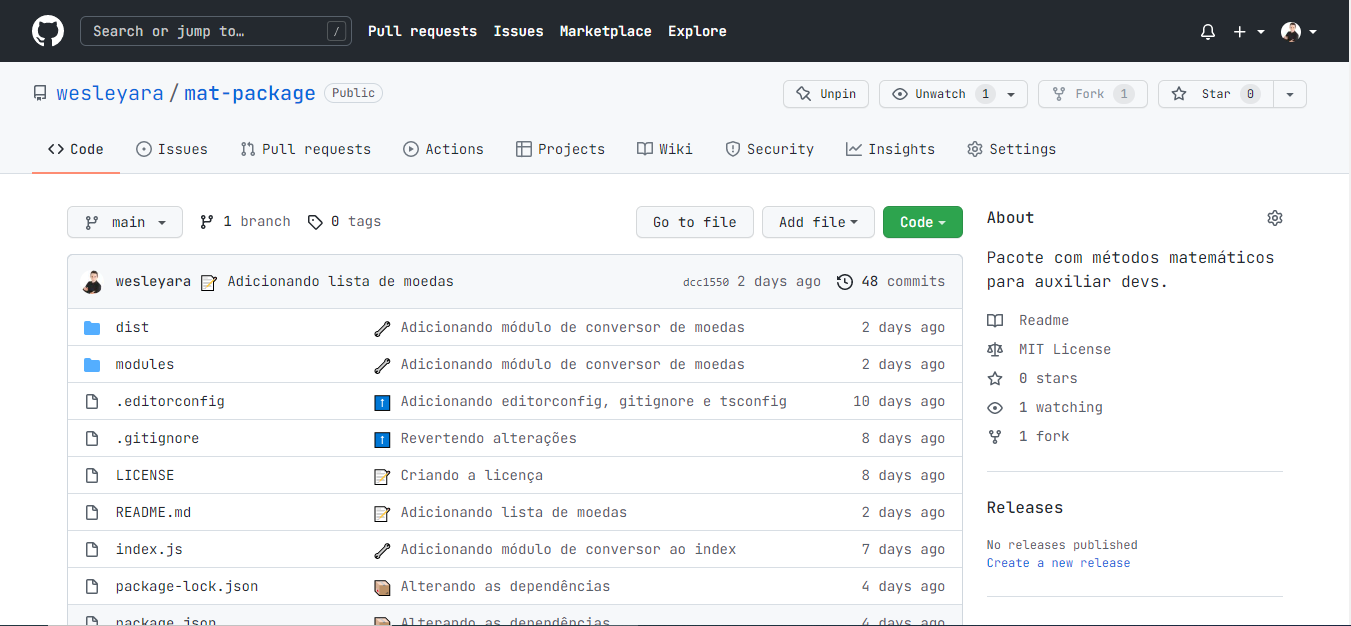 Search or jump to… / Pull requests Issues Marketplace Explore
wesleyara / mat-package Public Unpin Unwatch 1 Fork 1 Star 0
Code Issues Pull requests Actions Projects Wiki Security Insights Settings
main 1 branch 0 tags Go to file Add file Code
wesleyara Adicionando lista de moedas dcc1550 2 days ago 48 commits
dist Adicionando módulo de conversor de moedas 2 days ago
modules Adicionando módulo de conversor de moedas 2 days ago
.editorconfig Adicionando editorconfig, gitignore e tsconfig 10 days ago
.gitignore Revertendo alterações 8 days ago
LICENSE Criando a licença 8 days ago
README.md Adicionando lista de moedas 2 days ago
index.js Adicionando módulo de conversor ao index 7 days ago
package-lock.json Alterando as dependências 4 days ago
package.json Alterando as dependências 4 days ago
About
Pacote com métodos matemáticos
para auxiliar devs.
Readme
MIT License
0 stars
1 watching
1 fork
Releases
No releases published
Create a new release